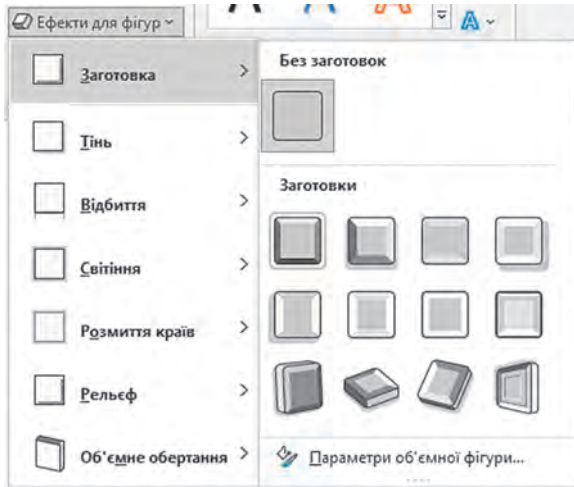 Ефекти для фігур
Заготовка
Тінь
Відбиття
Світіння
Розмиття країв
Рельєф
Об'ємне обертання
Без заготовок
Заготовки
Параметри об'ємної фігури...